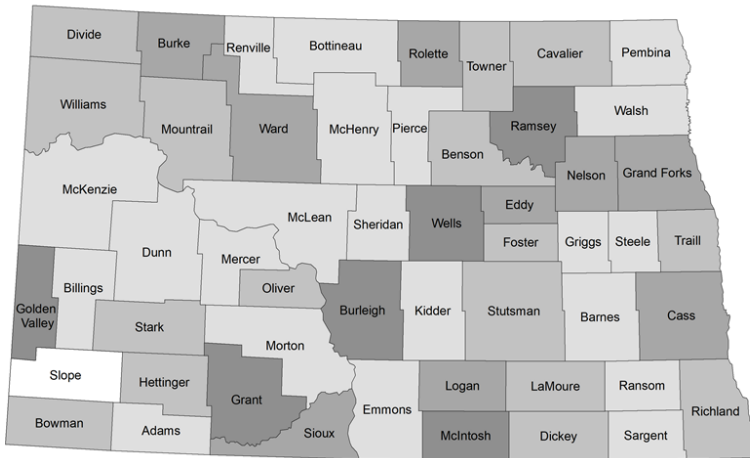 Divide
Burke
Renville
Bottineau
Rolette
Towner
Cavalier
Pembina
Williams
Mountrail
Ward
McHenry
Pierce
Benson
Ramsey
Walsh
McKenzie
Nelson
Grand Forks
McLean
Sheridan
Wells
Eddy
Foster
Griggs
Steele
Traill
Dunn
Mercer
Oliver
Golden
Valley
Billings
Stark
Burleigh
Kidder
Stutsman
Barnes
Cass
Morton
Slope
Hettinger
Grant
Logan
LaMoure
Ransom
Richland
Bowman
Adams
Sioux
Emmons
McIntosh
Dickey
Sargent